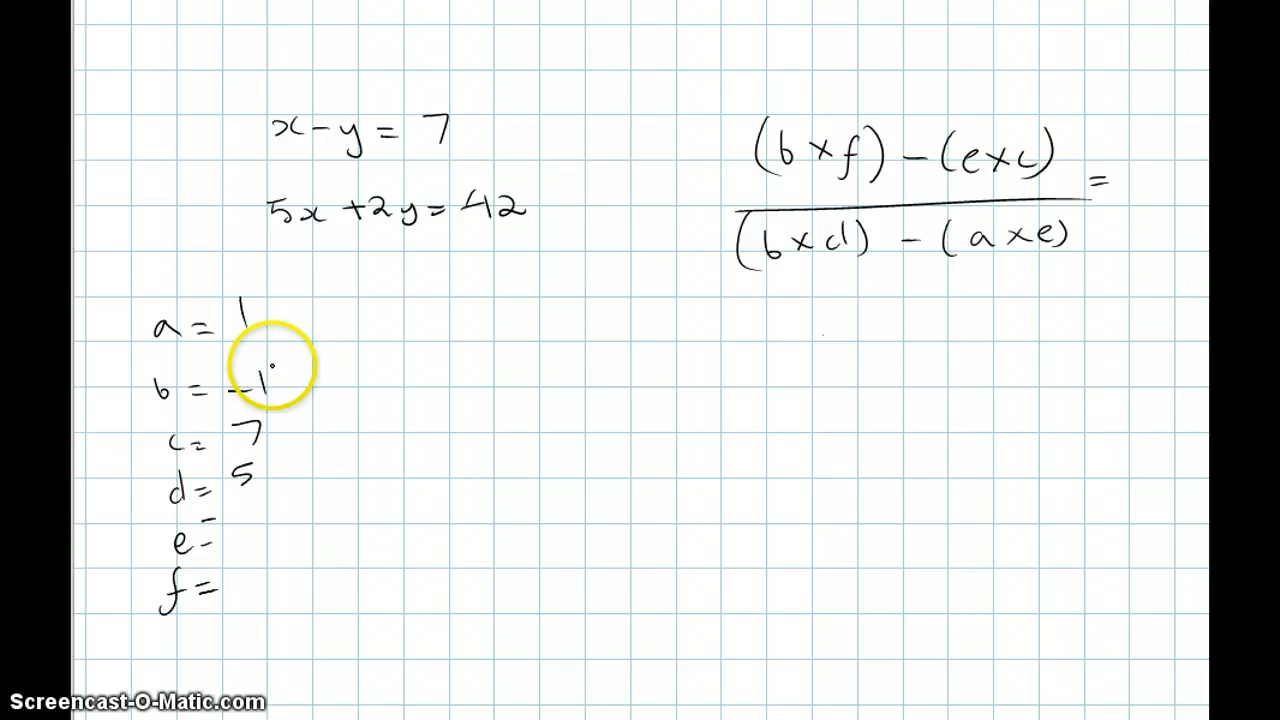 x - y = 7
5x + 2y = 42
(b × f) - (e × c) =
(b × d) - (a × e)
a = 1
b = -1
c = 7
d = 5
e =
f =
Screencast-O-Matic.com